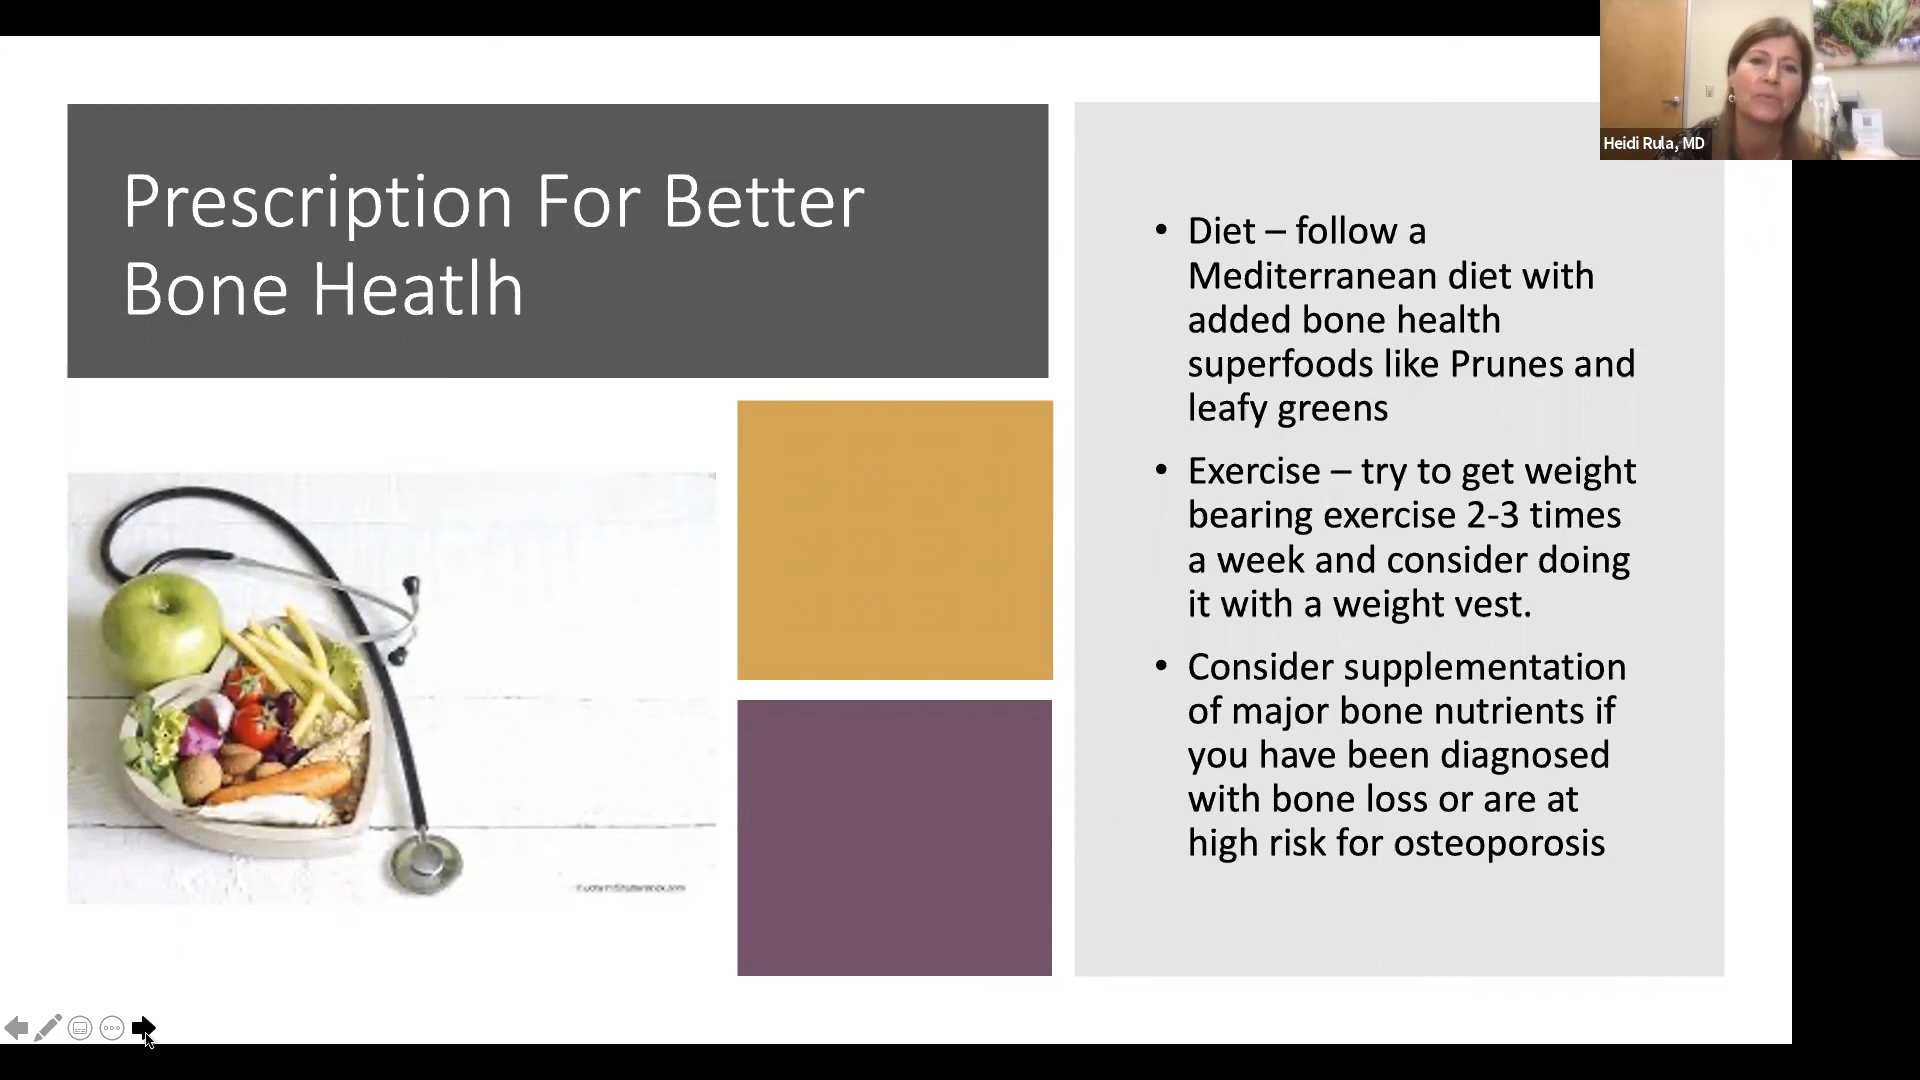 Heidi Rula, MD
Prescription For Better
Bone Heatlh
• Diet – follow a
Mediterranean diet with
added bone health
superfoods like Prunes and
leafy greens
• Exercise – try to get weight
bearing exercise 2-3 times
a week and consider doing
it with a weight vest.
• Consider supplementation
of major bone nutrients if
you have been diagnosed
with bone loss or are at
high risk for osteoporosis